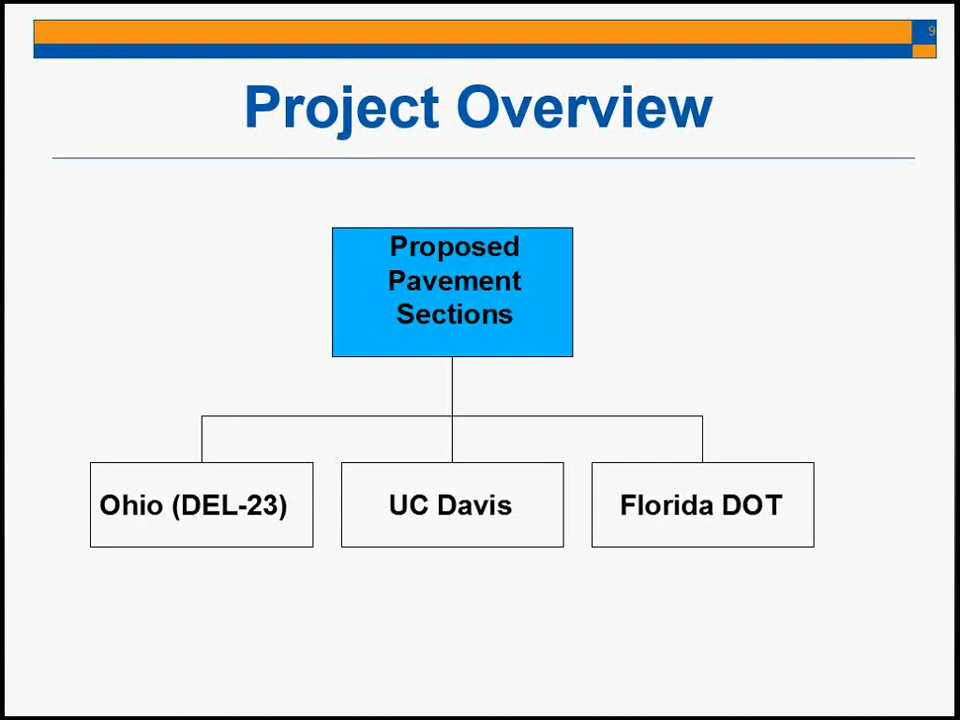 9
Project Overview
Proposed
Pavement
Sections
Ohio (DEL-23)
UC Davis
Florida DOT